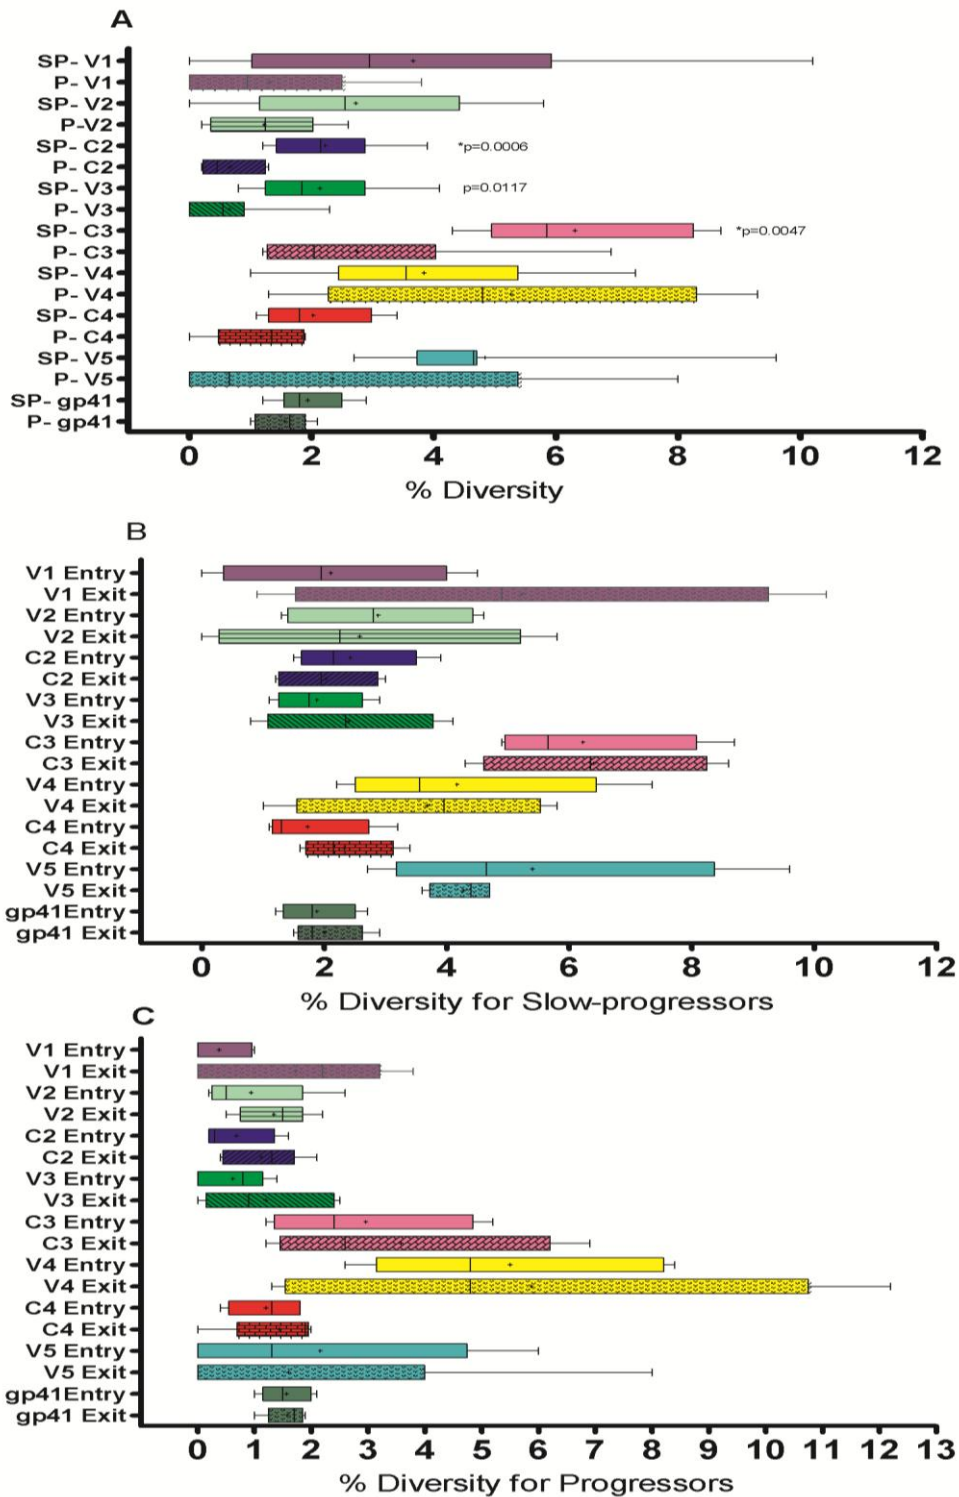 A
SP- V1
P- V1
SP- V2
P-V2
SP- C2 *p=0.0006
P- C2
SP- V3 p=0.0117
P- V3
SP- C3 *p=0.0047
P- C3
SP- V4
P- V4
SP- C4
P- C4
SP- V5
P- V5
SP- gp41
P- gp41
0 2 4 6 8 10 12
% Diversity
B
V1 Entry
V1 Exit
V2 Entry
V2 Exit
C2 Entry
C2 Exit
V3 Entry
V3 Exit
C3 Entry
C3 Exit
V4 Entry
V4 Exit
C4 Entry
C4 Exit
V5 Entry
V5 Exit
gp41Entry
gp41 Exit
0 2 4 6 8 10 12
% Diversity for Slow-progressors
C
V1 Entry
V1 Exit
V2 Entry
V2 Exit
C2 Entry
C2 Exit
V3 Entry
V3 Exit
C3 Entry
C3 Exit
V4 Entry
V4 Exit
C4 Entry
C4 Exit
V5 Entry
V5 Exit
gp41Entry
gp41 Exit
0 1 2 3 4 5 6 7 8 9 10 11 12 13
% Diversity for Progressors